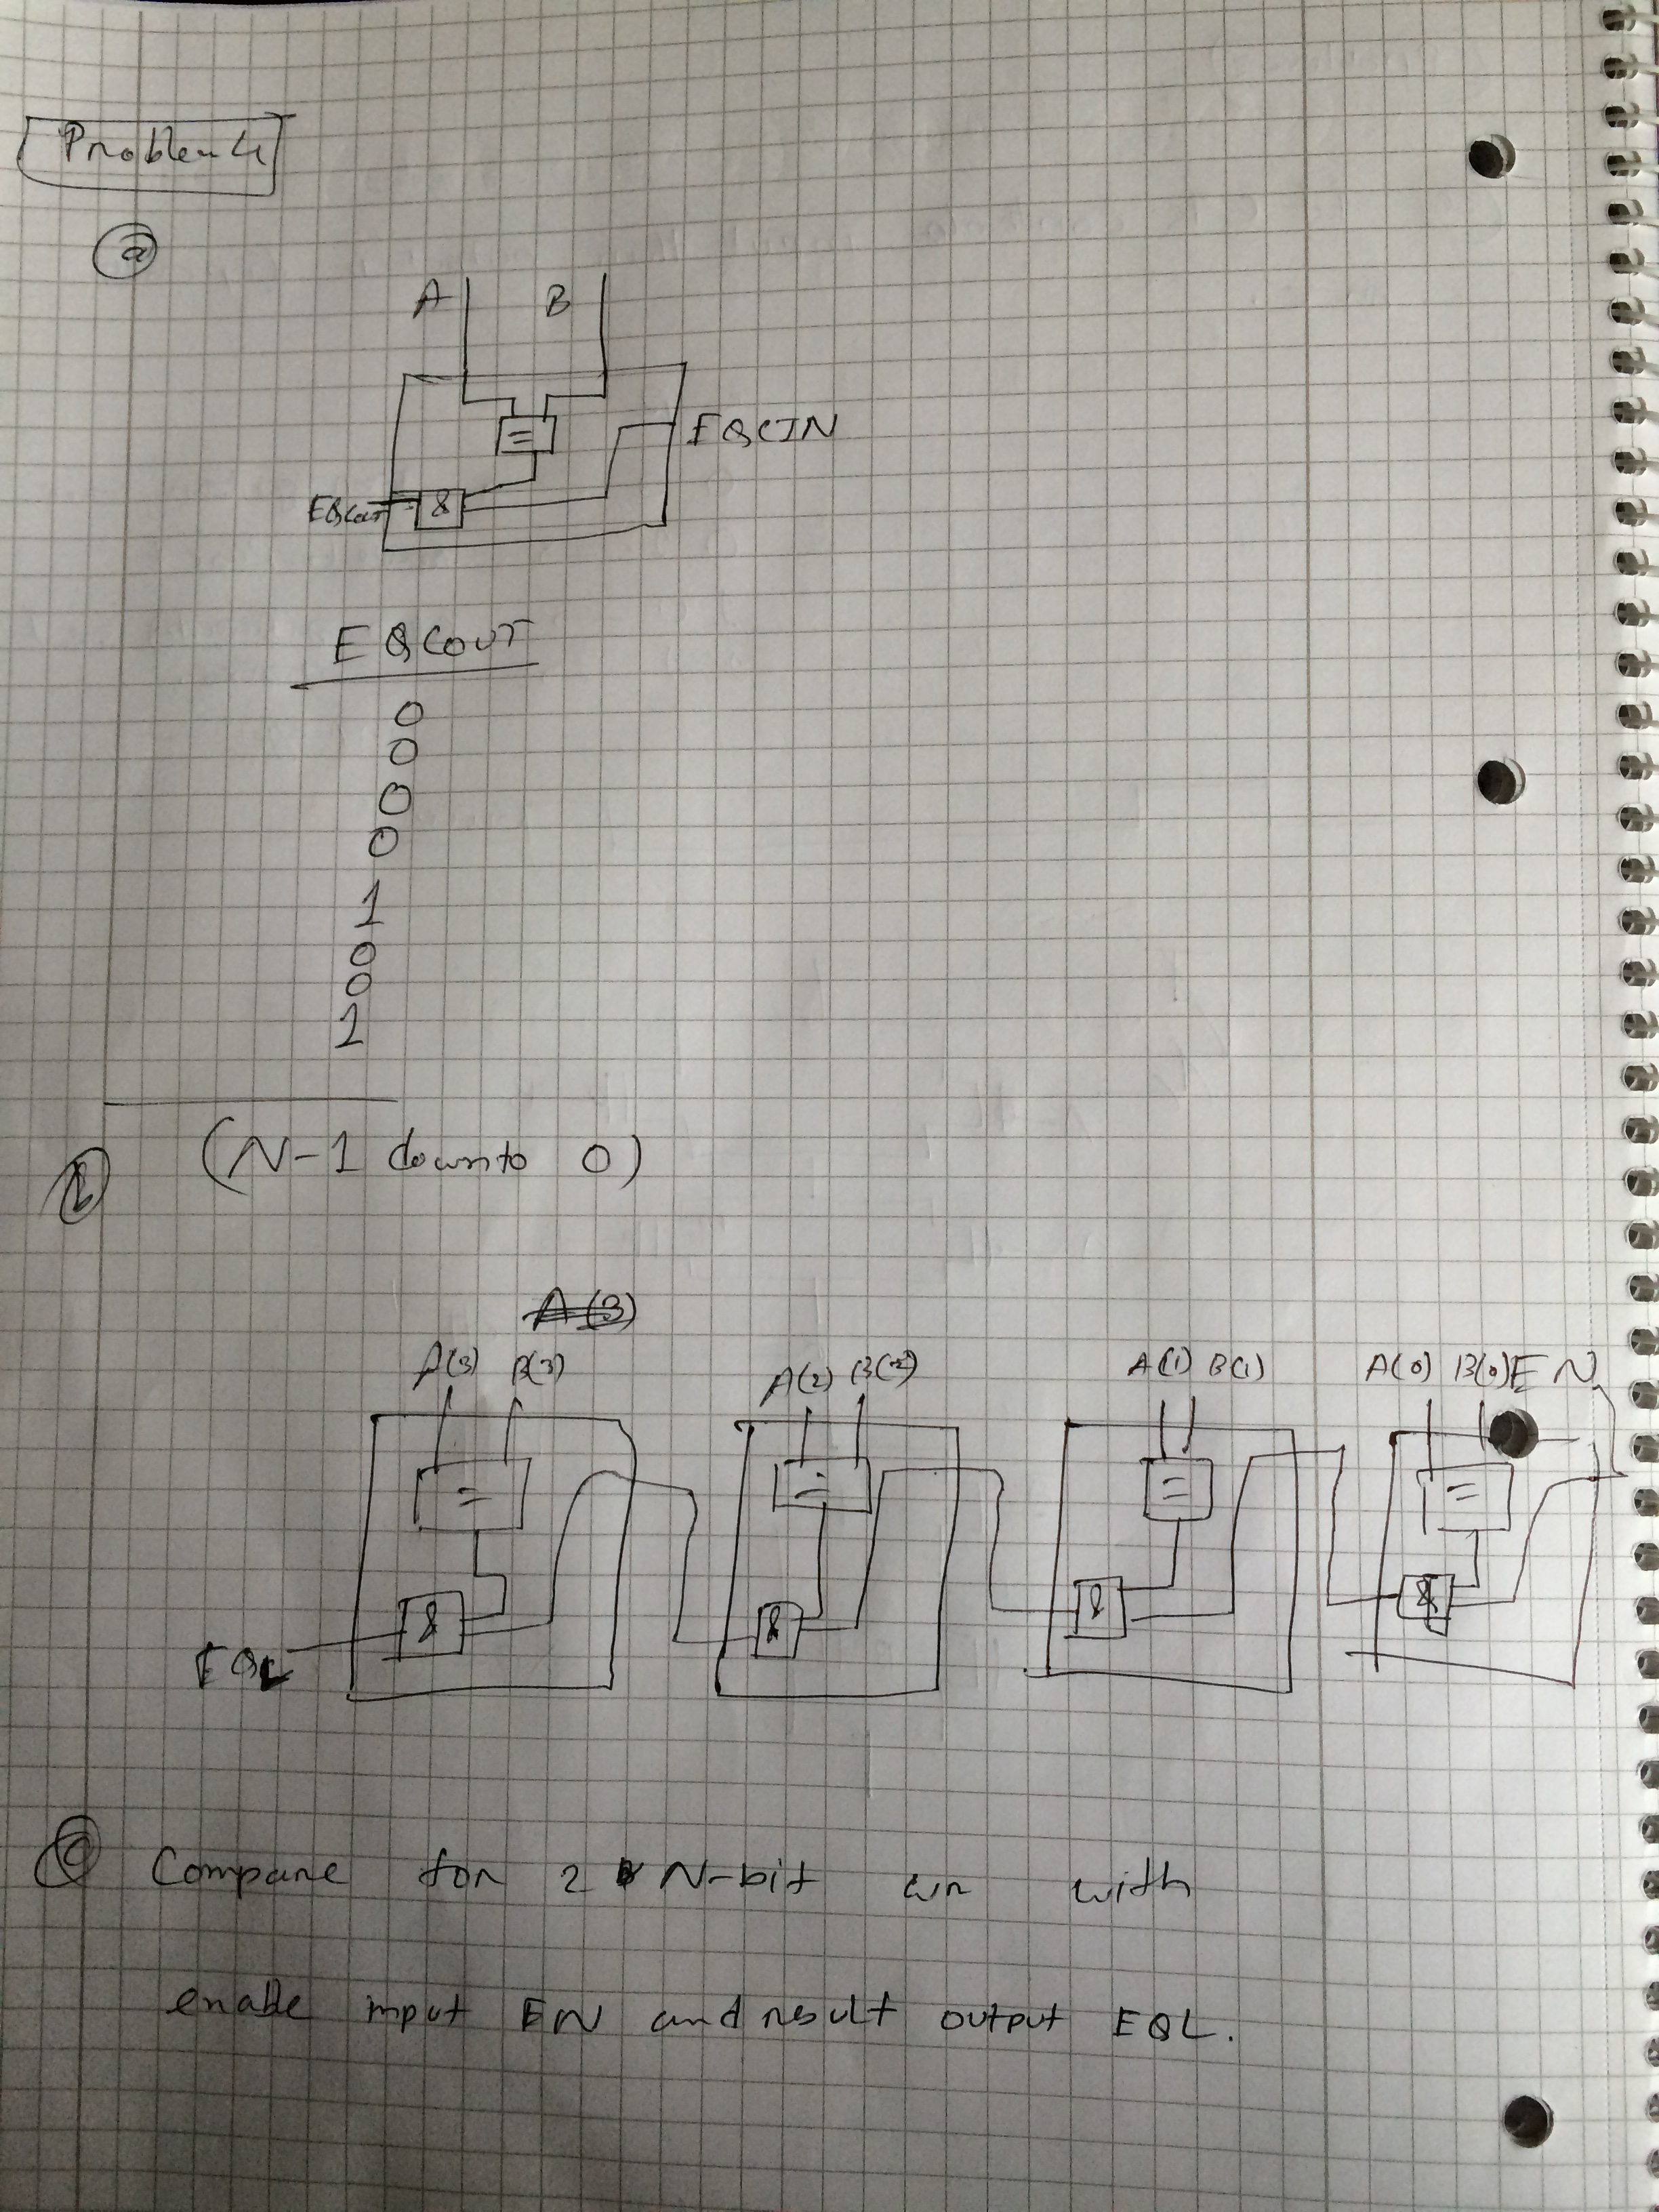 Problem 4
a
A B
=
EQCIN
EQCOUT &
EQCOUT
0
0
0
0
1
0
0
1
b (N-1 downto 0)
A(3)
A(3) B(3) A(2) B(2) A(1) B(1) A(0) B(0) EN
= = = =
& & & &
EQL
c Compare for 2 N-bit with
enable input EN and result output EQL.